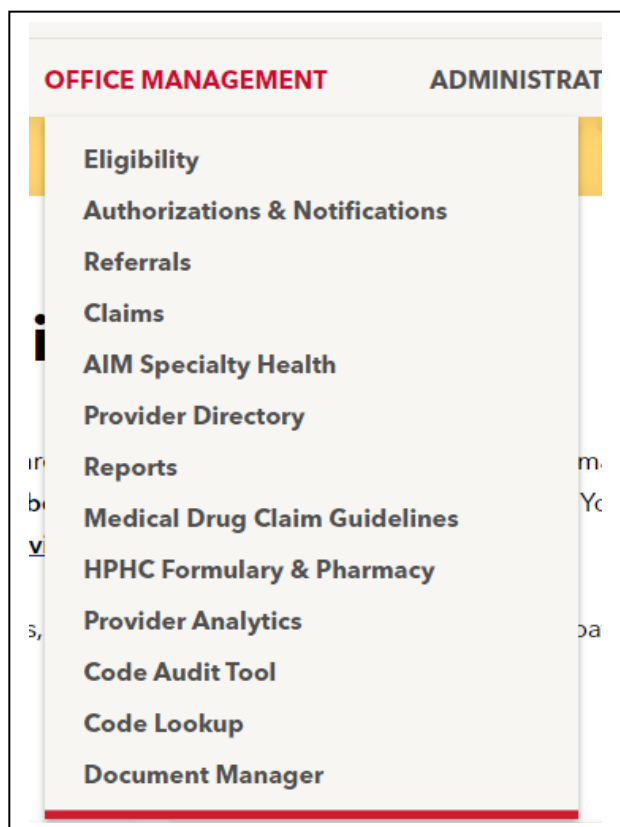 OFFICE MANAGEMENT ADMINISTRAT
Eligibility
Authorizations & Notifications
Referrals
Claims
AIM Specialty Health
Provider Directory
Reports
Medical Drug Claim Guidelines
HPHC Formulary & Pharmacy
Provider Analytics
Code Audit Tool
Code Lookup
Document Manager